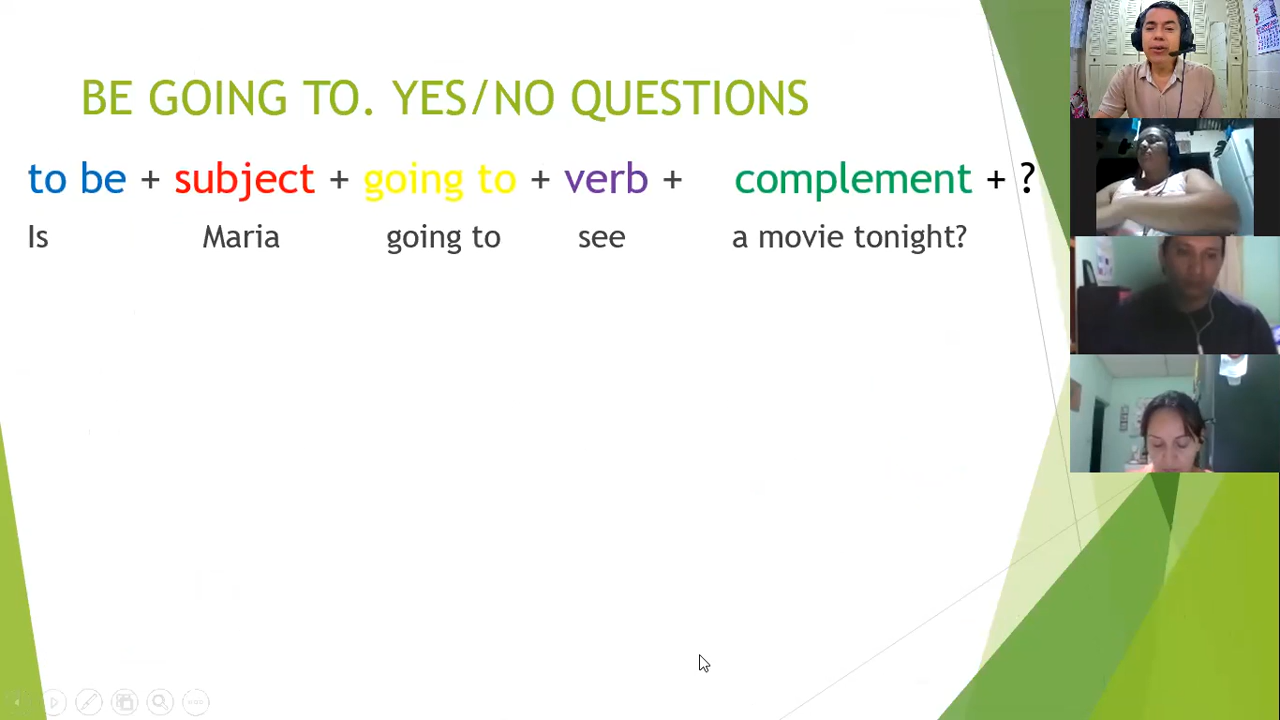 BE GOING TO. YES/NO QUESTIONS
to be + subject + going to + verb + complement + ?
Is Maria going to see a movie tonight?